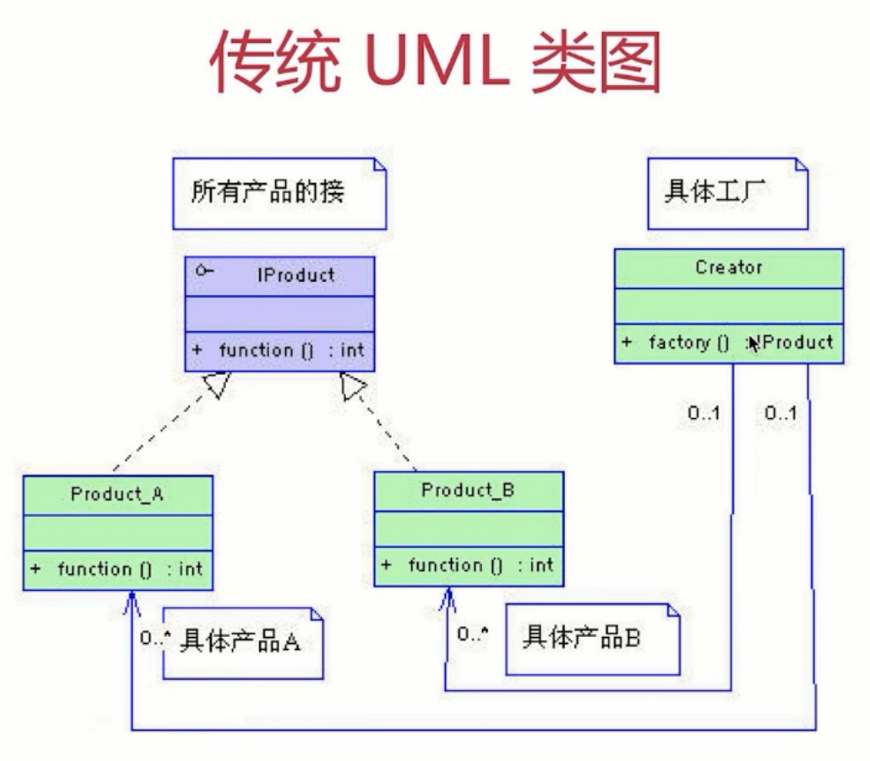 传统 UML 类图
所有产品的接
具体工厂
IProduct
+ function () : int
Creator
+ factory () : IProduct
0..1
0..1
Product_A
+ function () : int
Product_B
+ function () : int
0..*
具体产品A
0..*
具体产品B